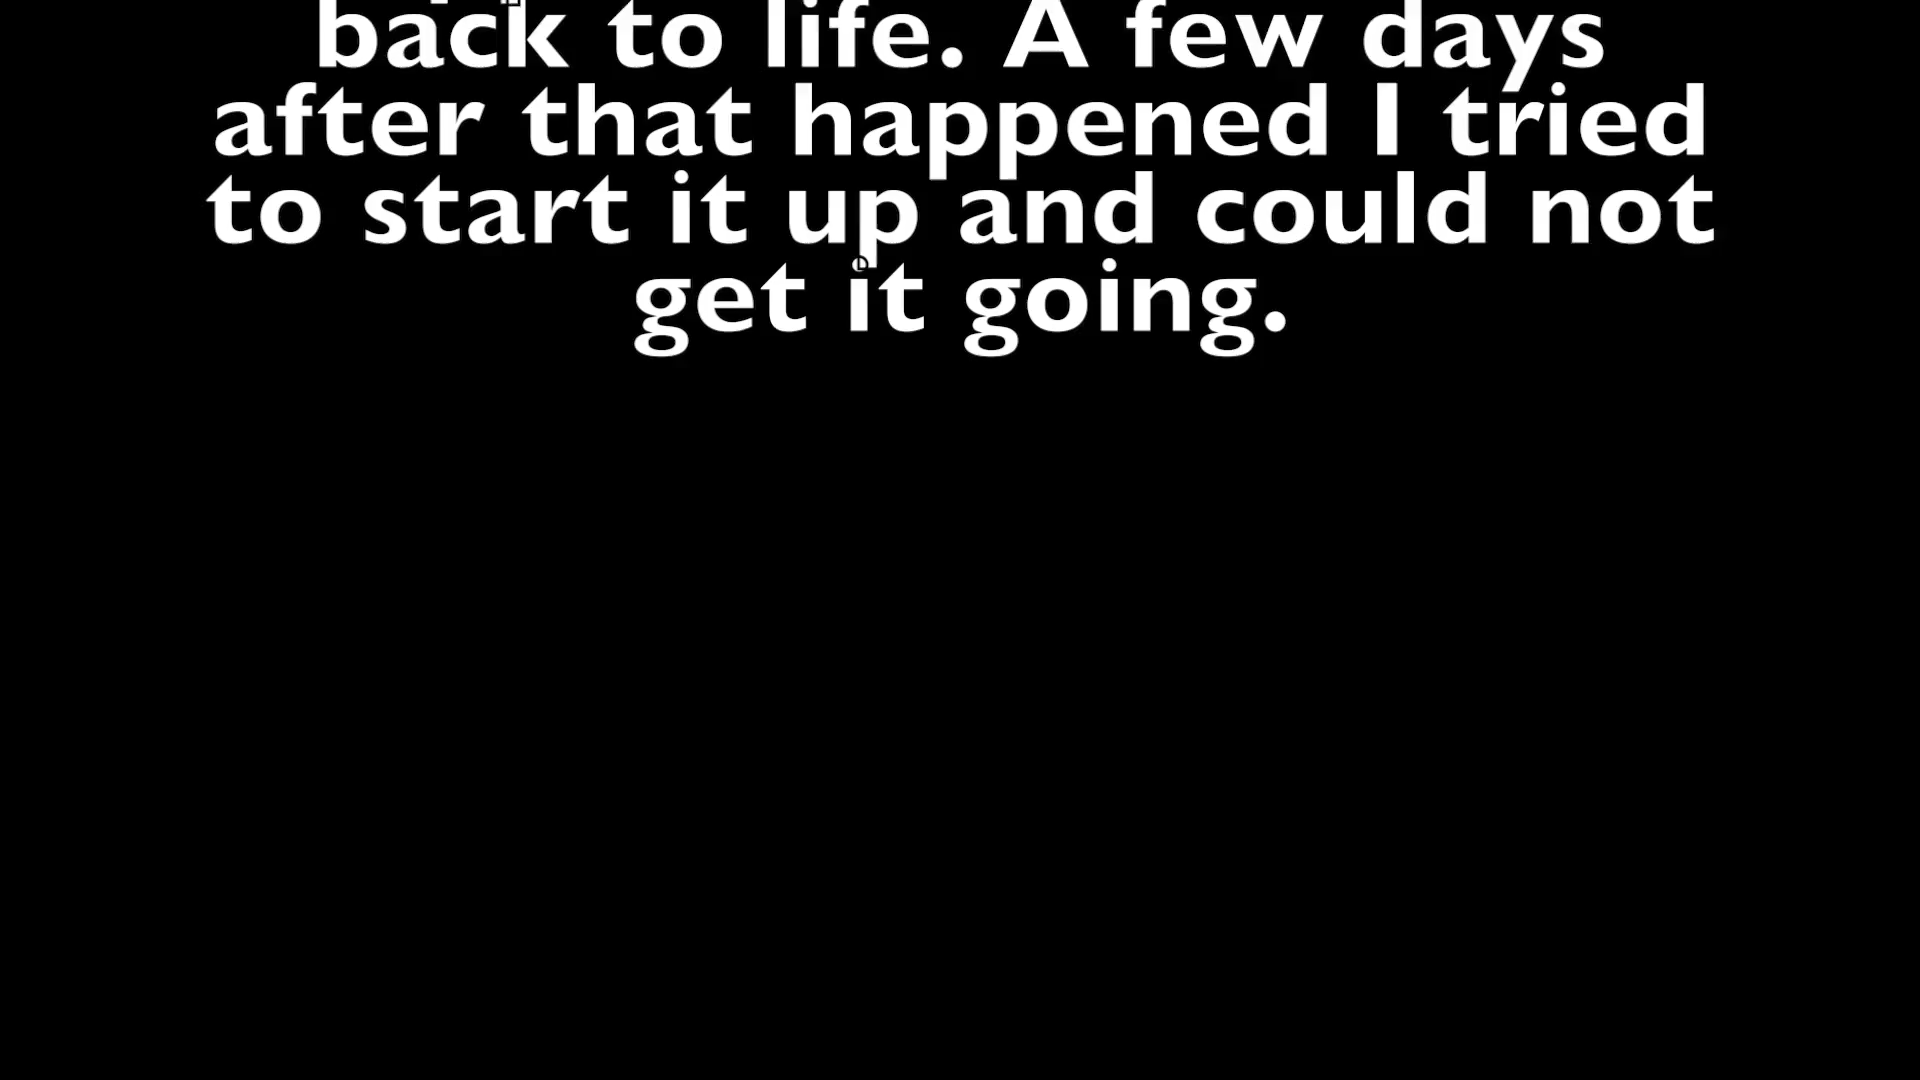 back to life. A few days
after that happened I tried
to start it up and could not
get it going.